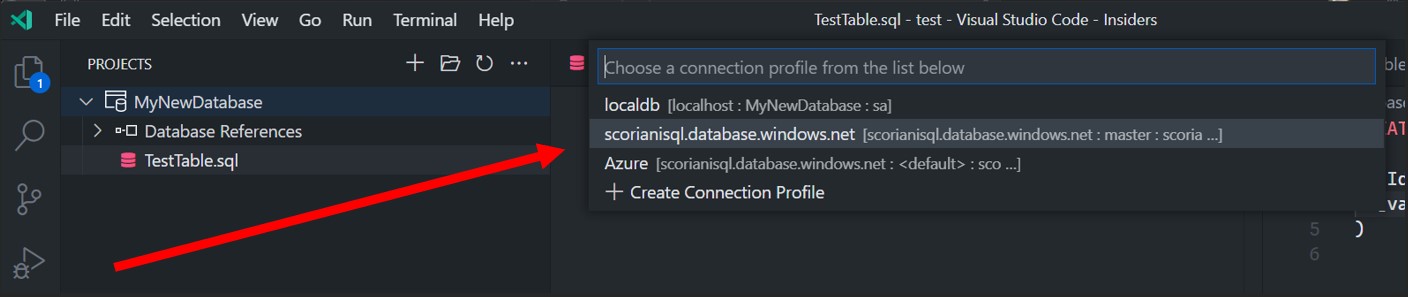 File Edit Selection View Go Run Terminal Help
TestTable.sql - test - Visual Studio Code - Insiders
1
PROJECTS
MyNewDatabase
Database References
TestTable.sql
Choose a connection profile from the list below
localdb [localhost : MyNewDatabase : sa]
scorianisql.database.windows.net [scorianisql.database.windows.net : master : scoria ...]
Azure [scorianisql.database.windows.net : <default> : sco ...]
+ Create Connection Profile
5 )
6